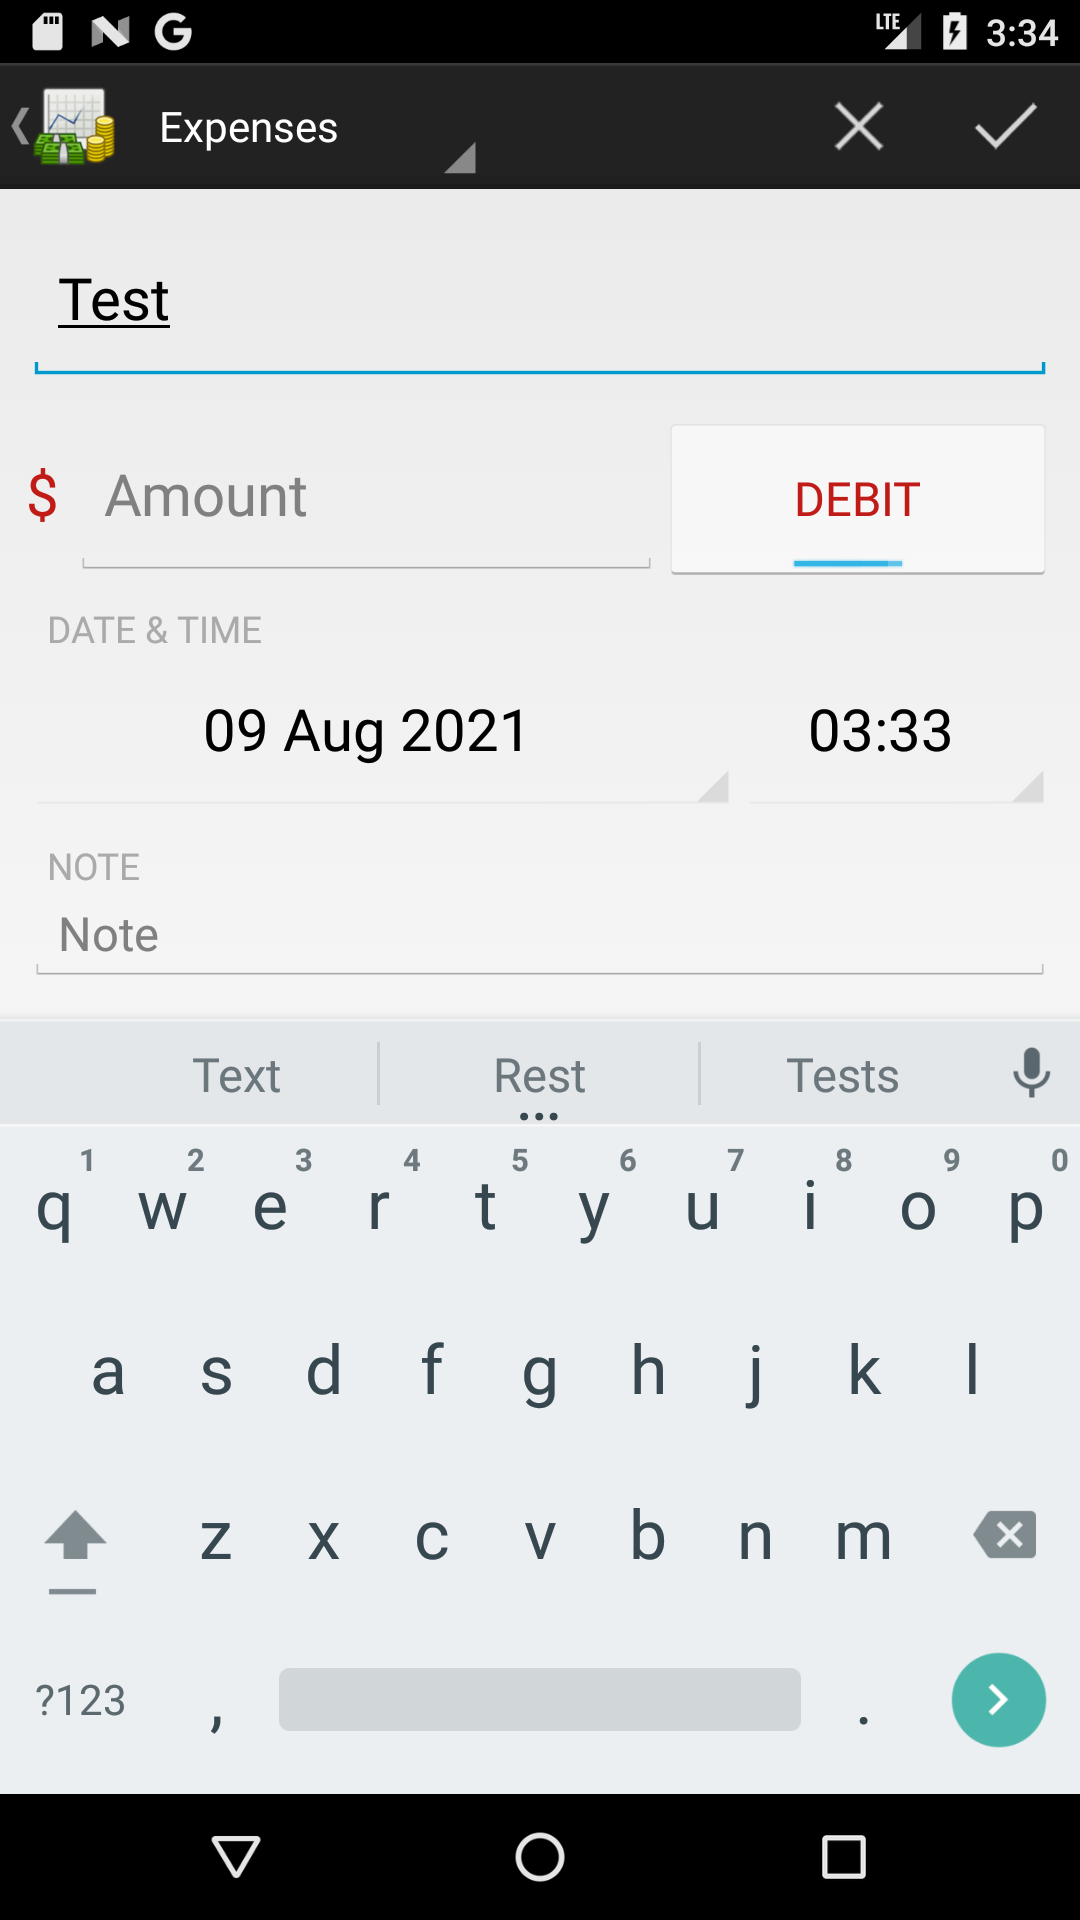 LTE 3:34
Expenses
Test
$ Amount DEBIT
DATE & TIME
09 Aug 2021 03:33
NOTE
Note
Text Rest Tests
1 2 3 4 5 6 7 8 9 0
q w e r t y u i o p
a s d f g h j k l
z x c v b n m
?123 , .